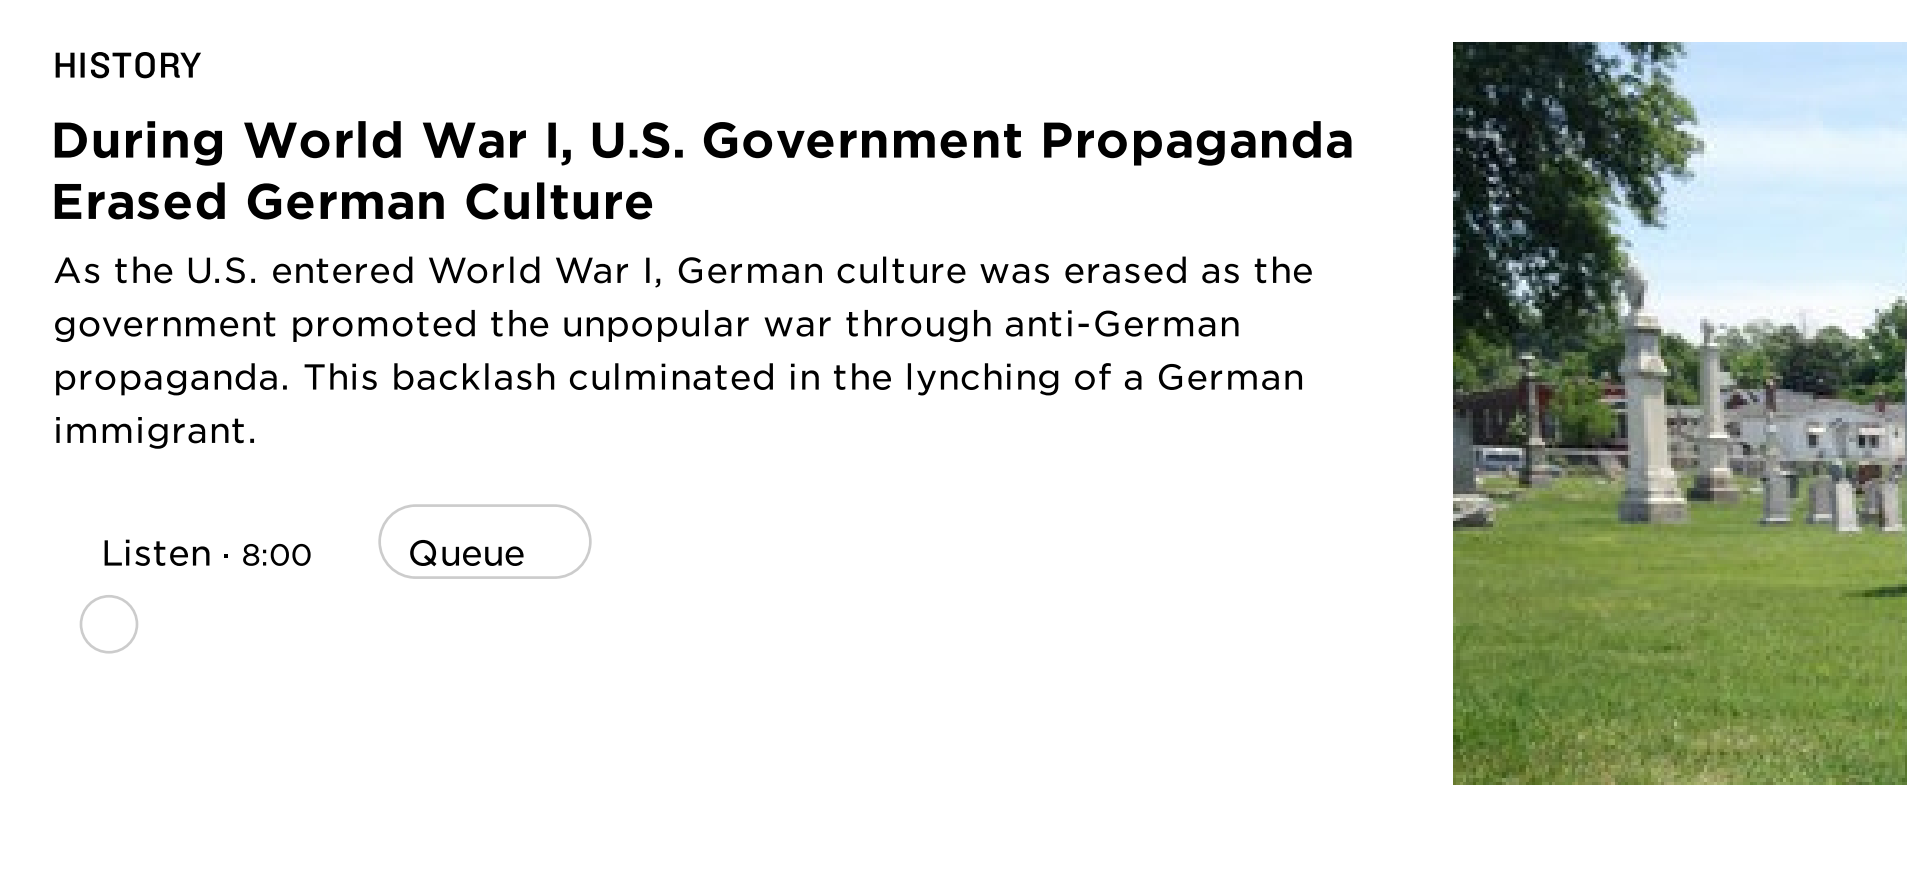 HISTORY
During World War I, U.S. Government Propaganda
Erased German Culture
As the U.S. entered World War I, German culture was erased as the
government promoted the unpopular war through anti-German
propaganda. This backlash culminated in the lynching of a German
immigrant.
Listen · 8:00
Queue